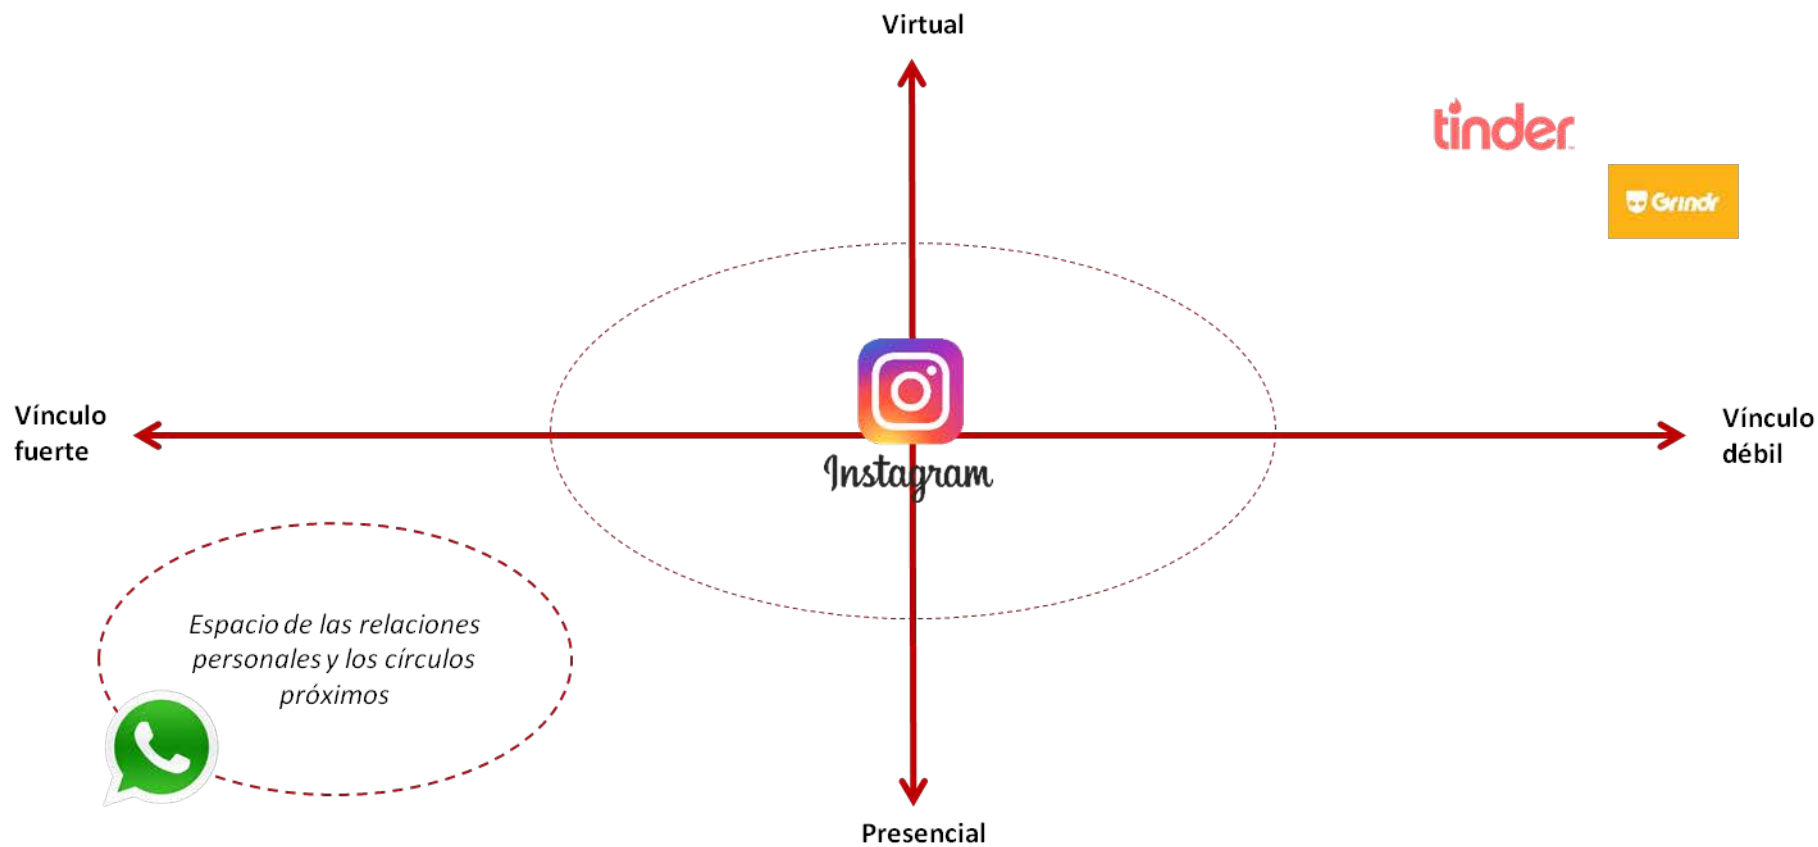 Virtual
tinder
Grindr
Vínculo
fuerte
Instagram
Vínculo
débil
Espacio de las relaciones
personales y los círculos
próximos
Presencial